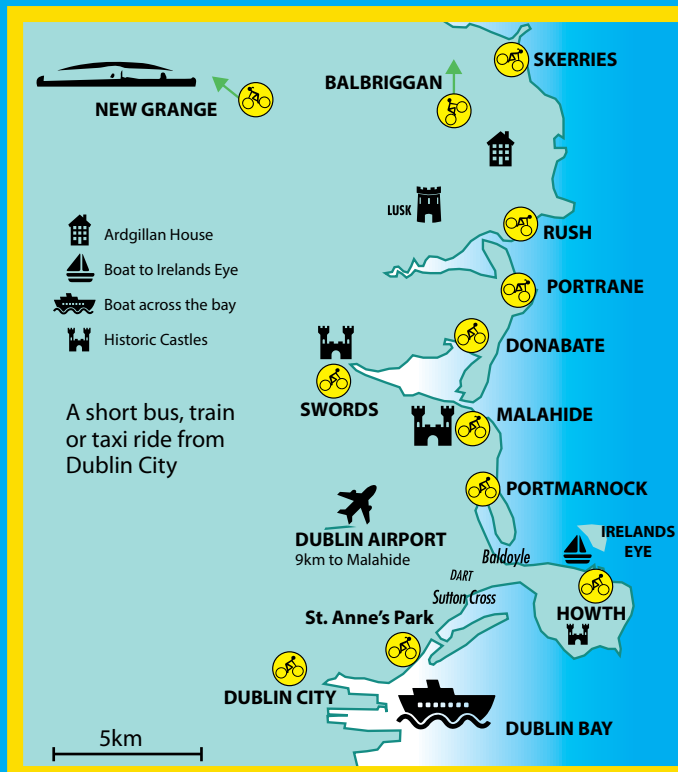 SKERRIES
BALBRIGGAN
NEW GRANGE
LUSK
Ardgillan House
RUSH
Boat to Irelands Eye
PORTRANE
Boat across the bay
Historic Castles
DONABATE
SWORDS
MALAHIDE
A short bus, train
or taxi ride from
Dublin City
PORTMARNOCK
DUBLIN AIRPORT
9km to Malahide
IRELANDS
EYE
Baldoyle
DART
Sutton Cross
HOWTH
St. Anne's Park
DUBLIN CITY
DUBLIN BAY
5km